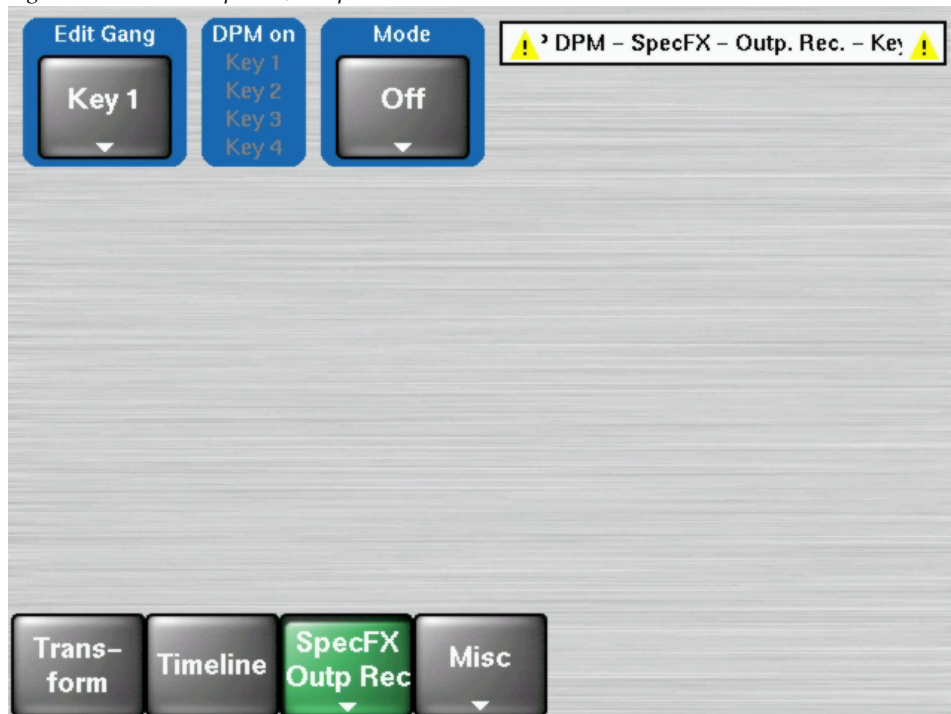 Edit Gang
Key 1
DPM on
Key 1
Key 2
Key 3
Key 4
Mode
Off
DPM – SpecFX – Outp. Rec. –
Trans–
form
Timeline
SpecFX
Outp Rec
Misc